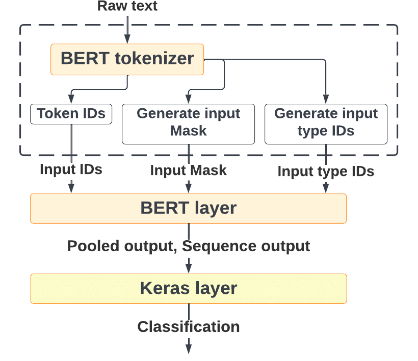 Raw text
BERT tokenizer
Token IDs
Generate input
Mask
Generate input
type IDs
Input IDs
Input Mask
Input type IDs
BERT layer
Pooled output, Sequence output
Keras layer
Classification